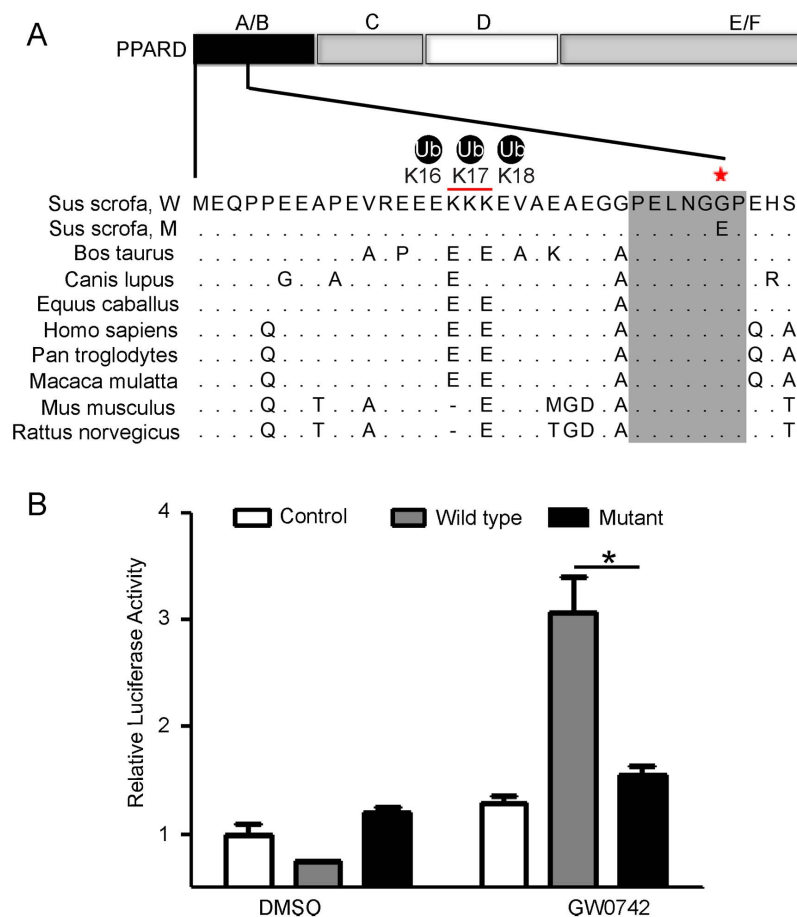 A
A/B C D E/F
PPARD
Ub Ub Ub
K16 K17 K18
Sus scrofa, W MEQPPEEAPEVREEEKKKEVAEAEGGPELNGGPEHS
Sus scrofa, M ...............................E....
Bos taurus ..........A.P..E.E.A.K...A..........
Canis lupus .....G..A......E.........A........R.
Equus caballus ...............E.E.......A..........
Homo sapiens ....Q..........E.E.......A.......Q.A
Pan troglodytes ....Q..........E.E.......A.......Q.A
Macaca mulatta ....Q..........E.E.......A.......Q.A
Mus musculus ....Q..T..A....-.E...MGD.A.........T
Rattus norvegicus ....Q..T..A....-.E...TGD.A.........T
B
Control Wild type Mutant
*
4
3
2
1
Relative Luciferase Activity
DMSO GW0742